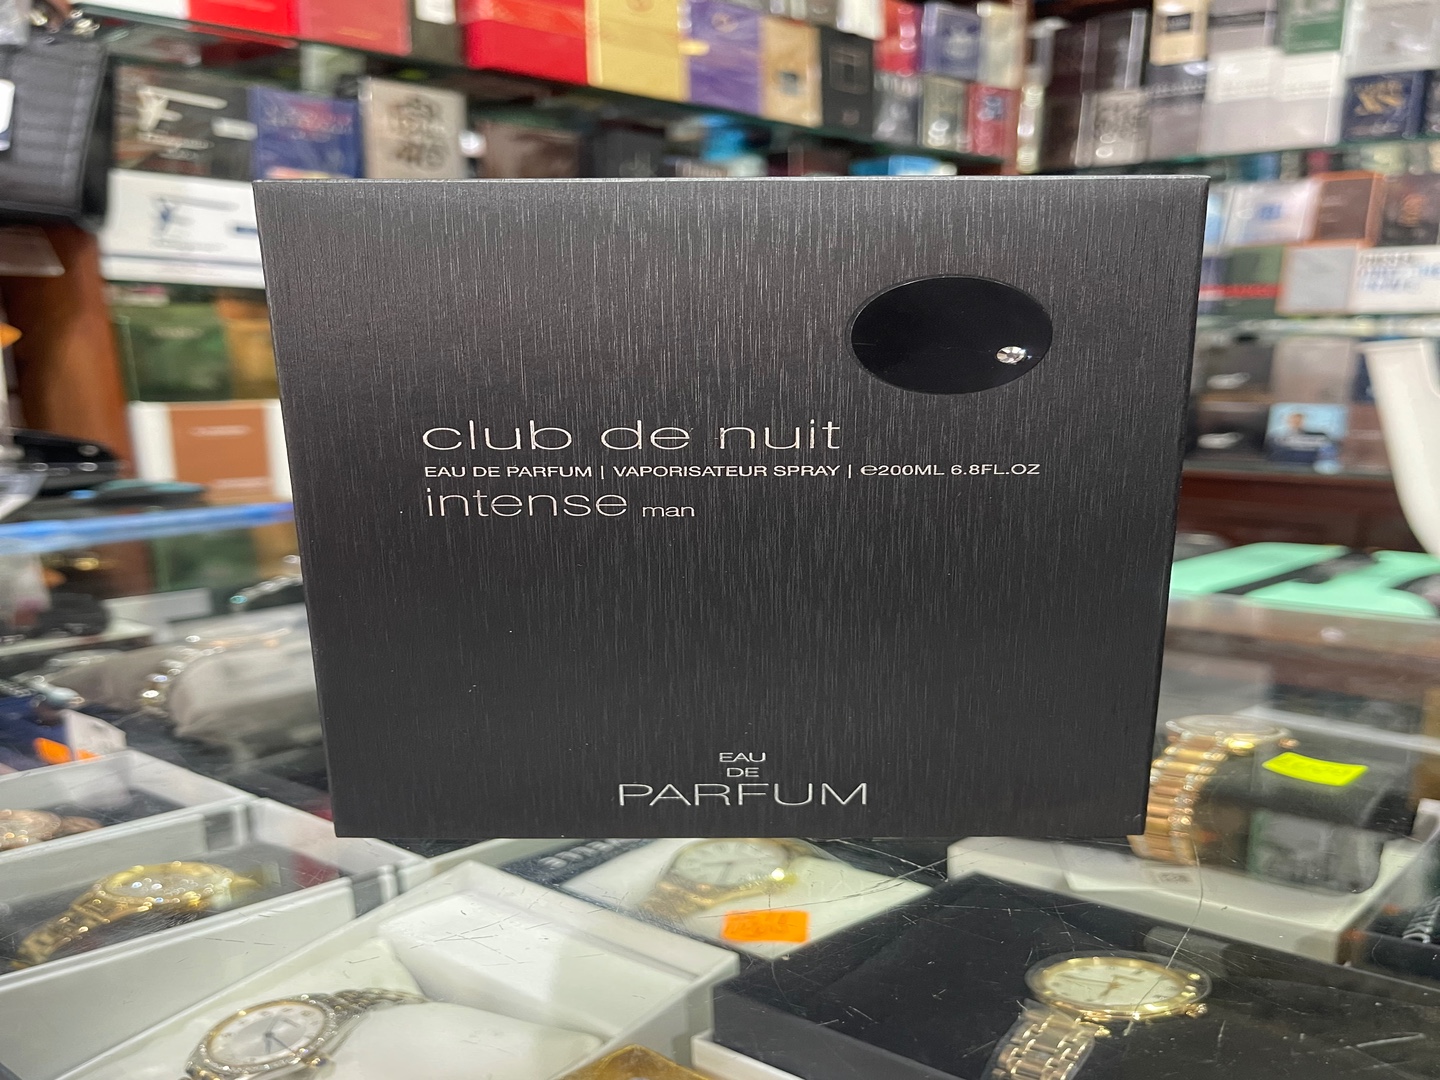 club de nuit
EAU DE PARFUM | VAPORISATEUR SPRAY | ℮200ML 6.8FL.OZ
intense man
EAU
DE
PARFUM